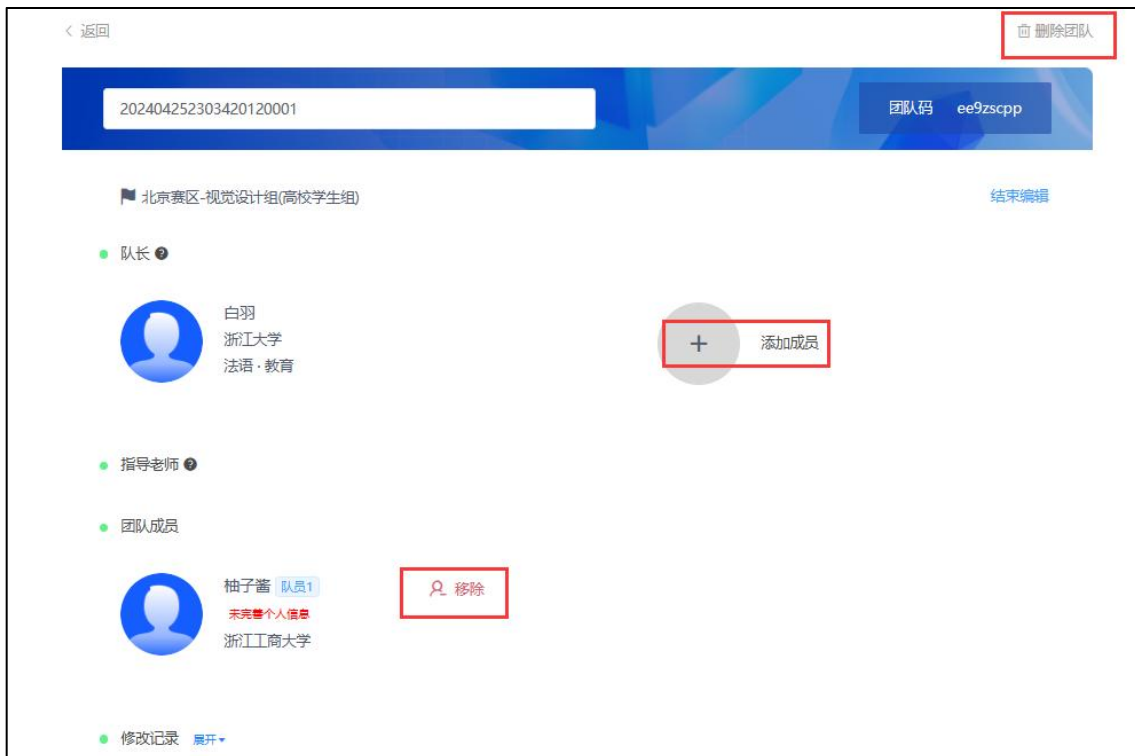 返回
删除团队
202404252303420120001
团队码 ee9zscpp
北京赛区-视觉设计组(高校学生组)
结束编辑
队长
白羽
浙江大学
法语·教育
添加成员
指导老师
团队成员
柚子酱 队员1
移除
未完善个人信息
浙江工商大学
修改记录 展开